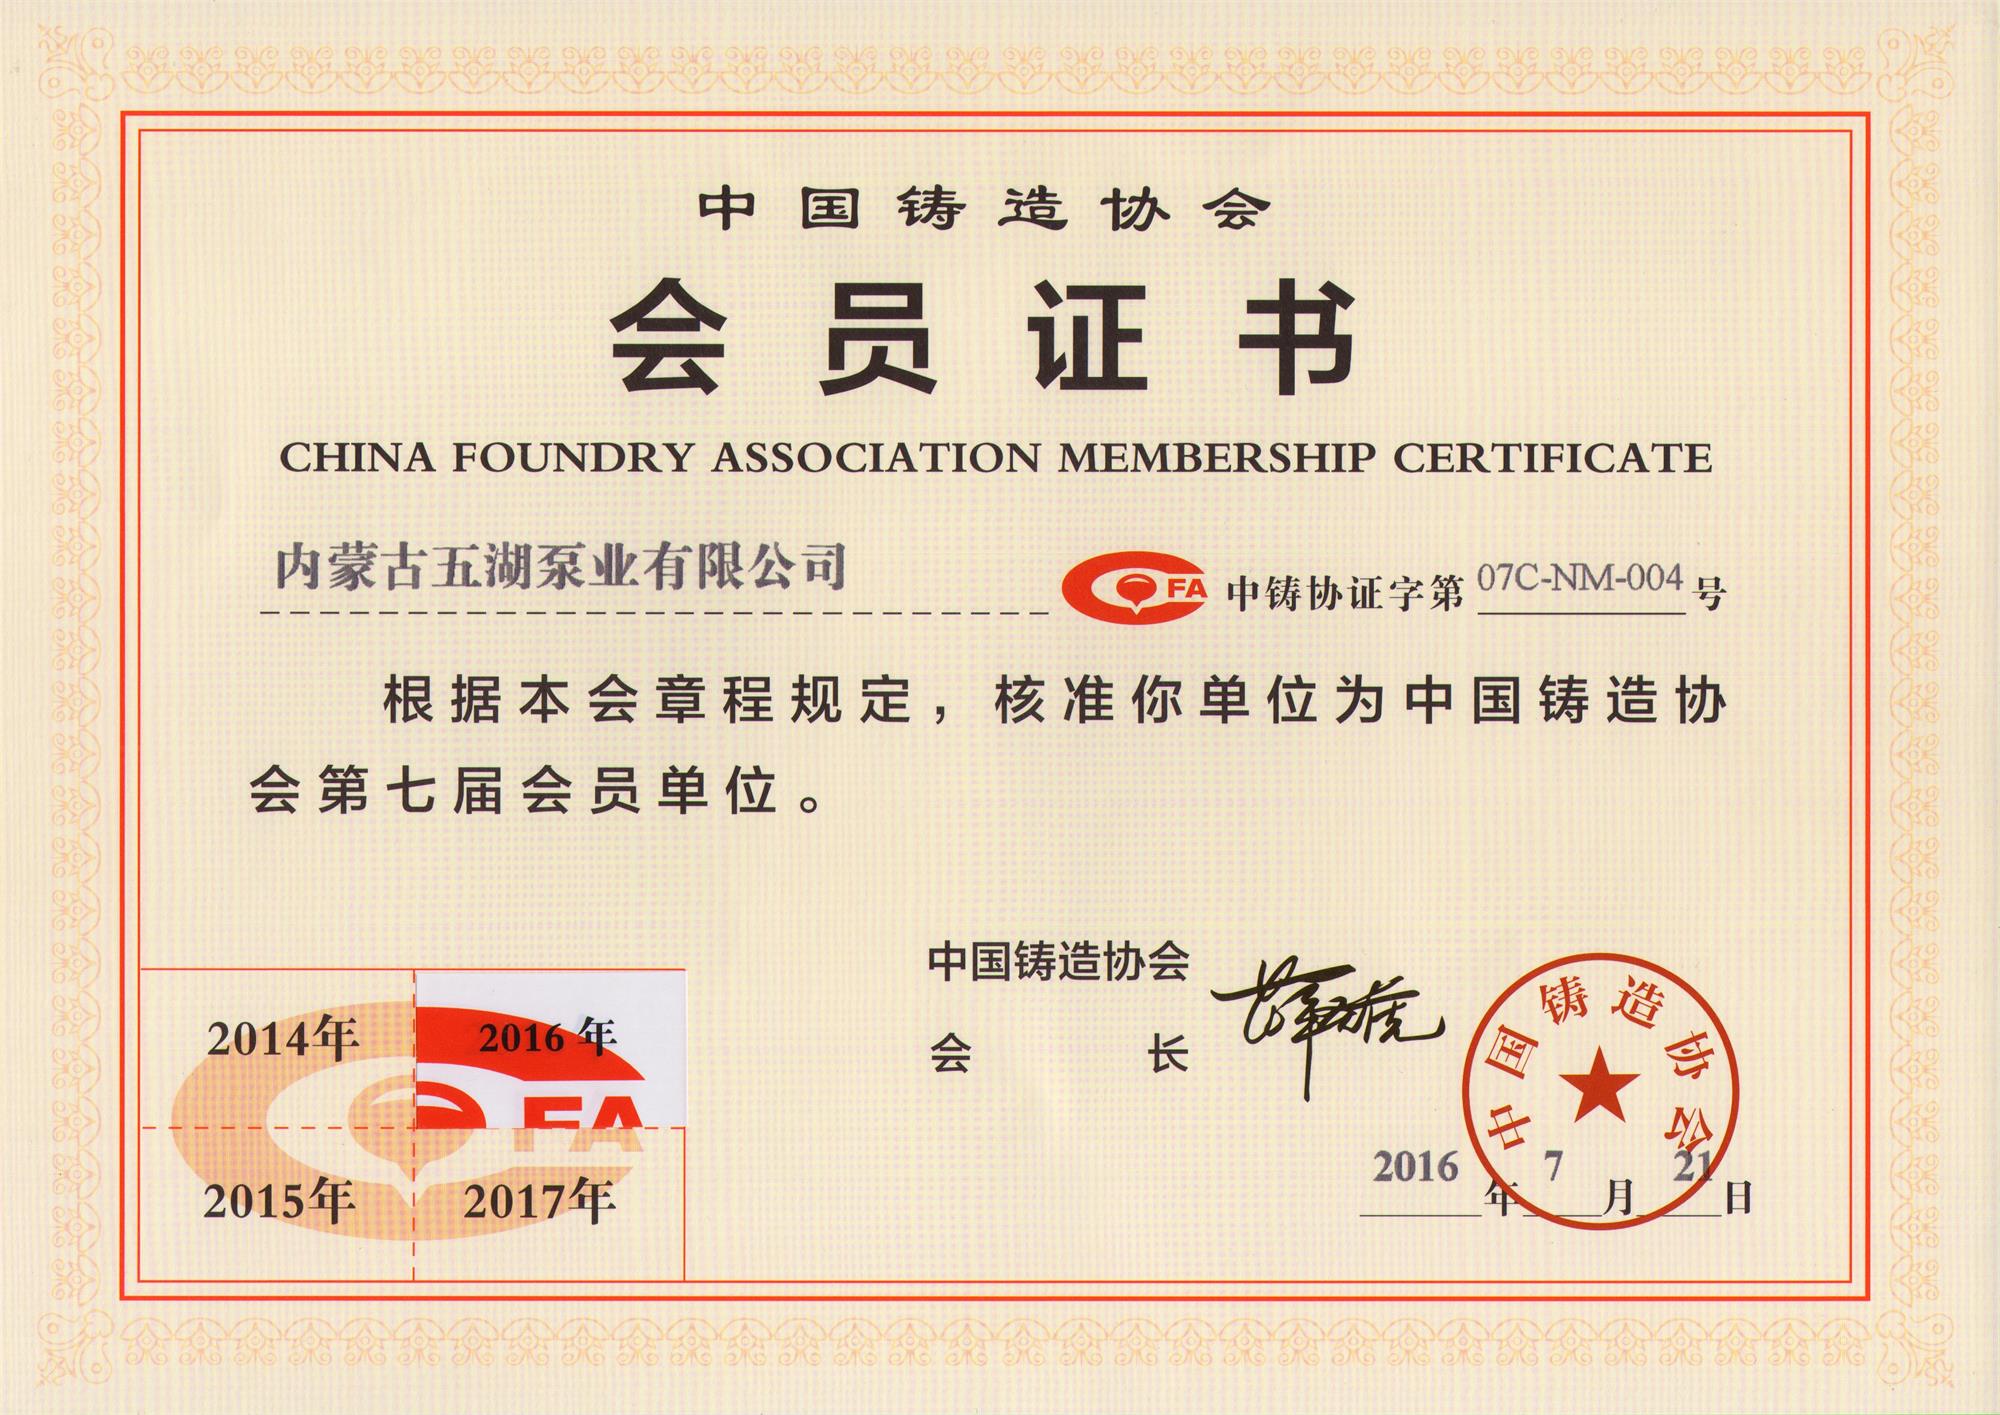 中国铸造协会
会员证书
CHINA FOUNDRY ASSOCIATION MEMBERSHIP CERTIFICATE
内蒙古五湖泵业有限公司
CFA 中铸协证字第 07C-NM-004 号
根据本会章程规定，核准你单位为中国铸造协
会第七届会员单位。
2014年
2016 年
FA
2015年
2017年
中国铸造协会
会 长
中国铸造协会
2016 年 7 月 21 日